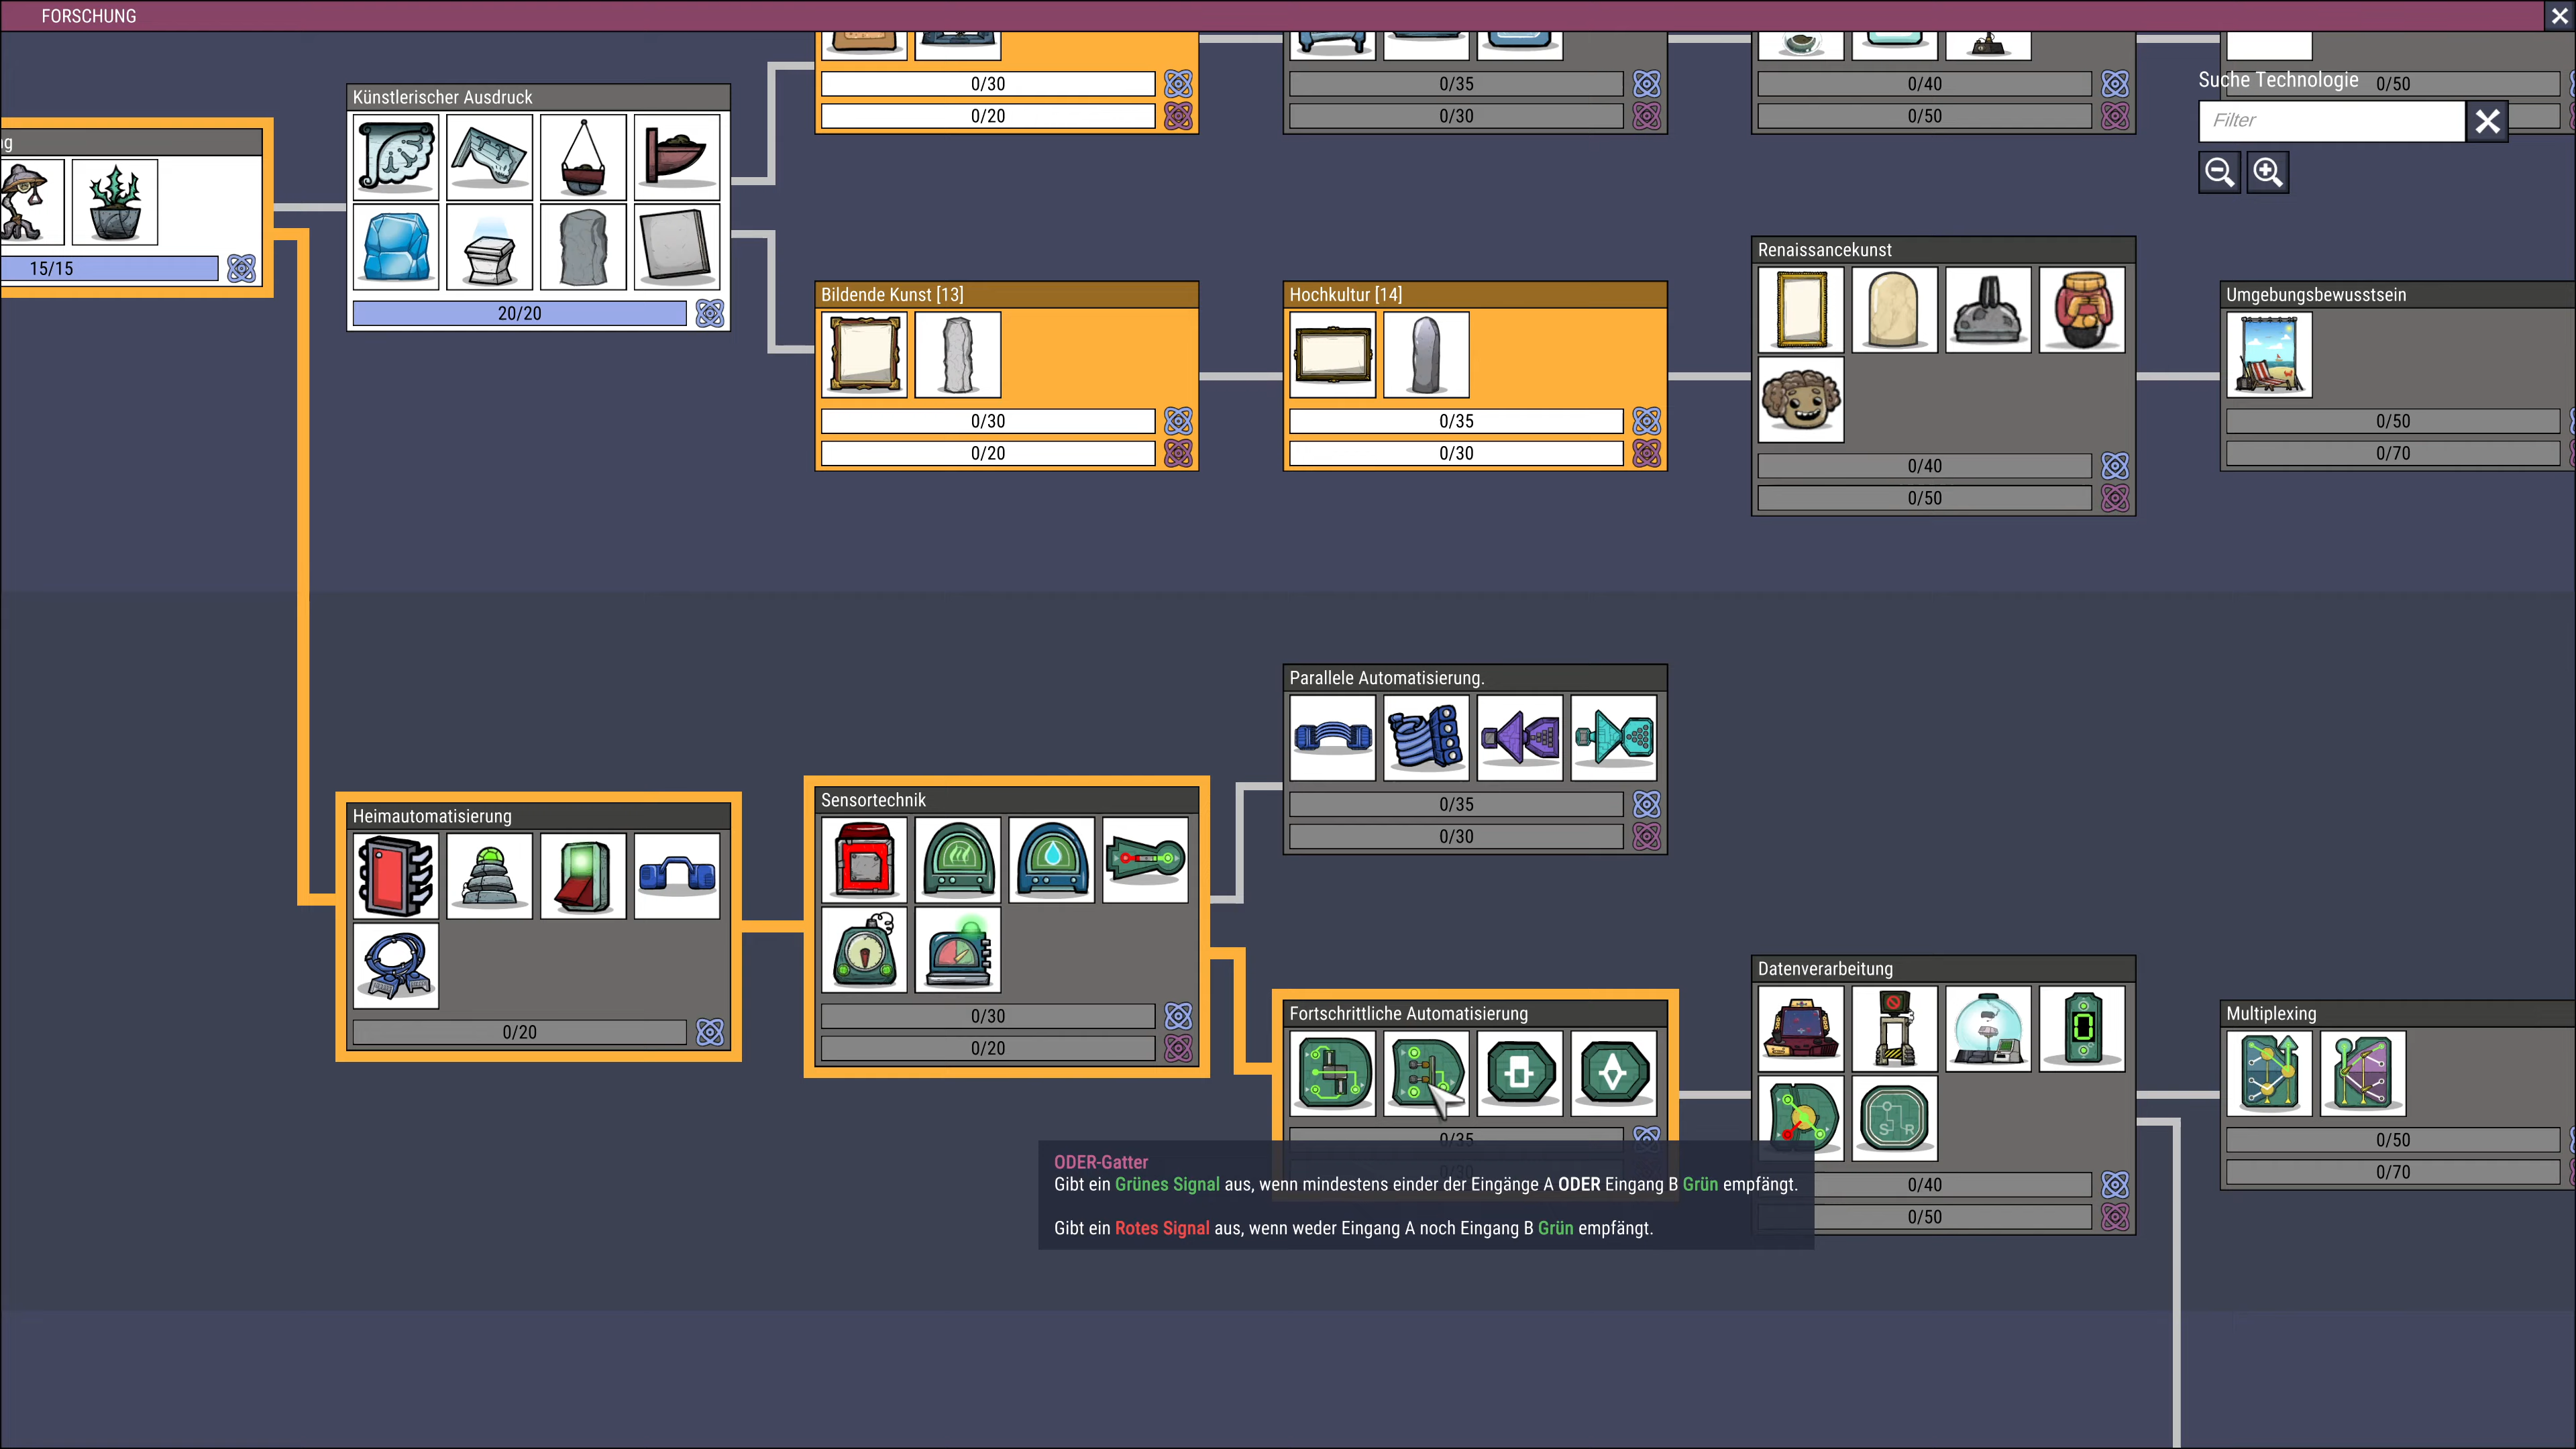 FORSCHUNG
0/30
0/20
0/35
0/30
0/40
0/50
0/50
Suche Technologie
Filter
g
15/15
Künstlerischer Ausdruck
20/20
Bildende Kunst [13]
0/30
0/20
Hochkultur [14]
0/35
0/30
Renaissancekunst
0/40
0/50
Umgebungsbewusstsein
0/50
0/70
Parallele Automatisierung.
0/35
0/30
Heimautomatisierung
0/20
Sensortechnik
0/30
0/20
Fortschrittliche Automatisierung
0/35
0/30
Datenverarbeitung
0
S R
0/40
0/50
Multiplexing
0/50
0/70
ODER-Gatter
Gibt ein Grünes Signal aus, wenn mindestens einder der Eingänge A ODER Eingang B Grün empfängt.
Gibt ein Rotes Signal aus, wenn weder Eingang A noch Eingang B Grün empfängt.